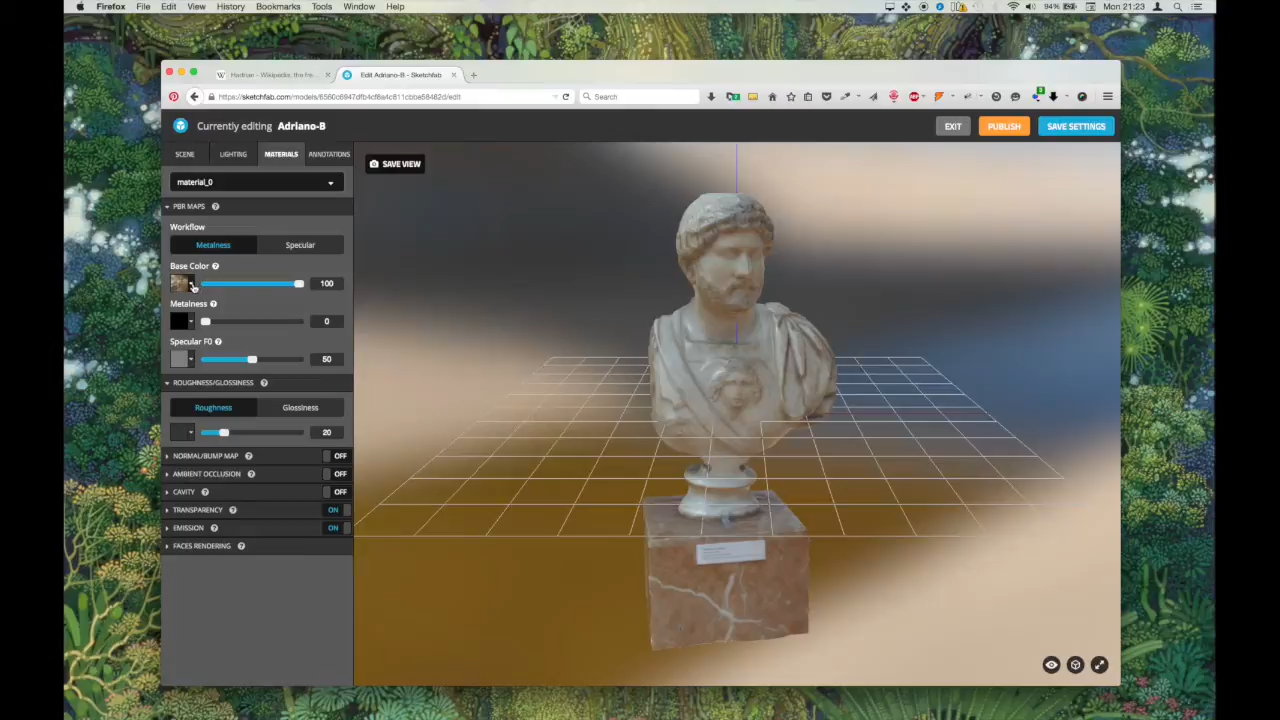 Firefox File Edit View History Bookmarks Tools Window Help 94% Mon 21:23
Hadrian - Wikipedia, the fre...
Edit Adriano-B - Sketchfab
Search
Currently editing Adriano-B
EXIT PUBLISH SAVE SETTINGS
SCENE LIGHTING MATERIALS ANNOTATIONS
SAVE VIEW
material_0
PBR MAPS ?
Workflow
Metalness Specular
Base Color ?
100
Metalness ?
0
Specular F0 ?
50
ROUGHNESS/GLOSSINESS ?
Roughness Glossiness
20
NORMAL/BUMP MAP ? OFF
AMBIENT OCCLUSION ? OFF
CAVITY ? OFF
TRANSPARENCY ? ON
EMISSION ? ON
FACES RENDERING ?